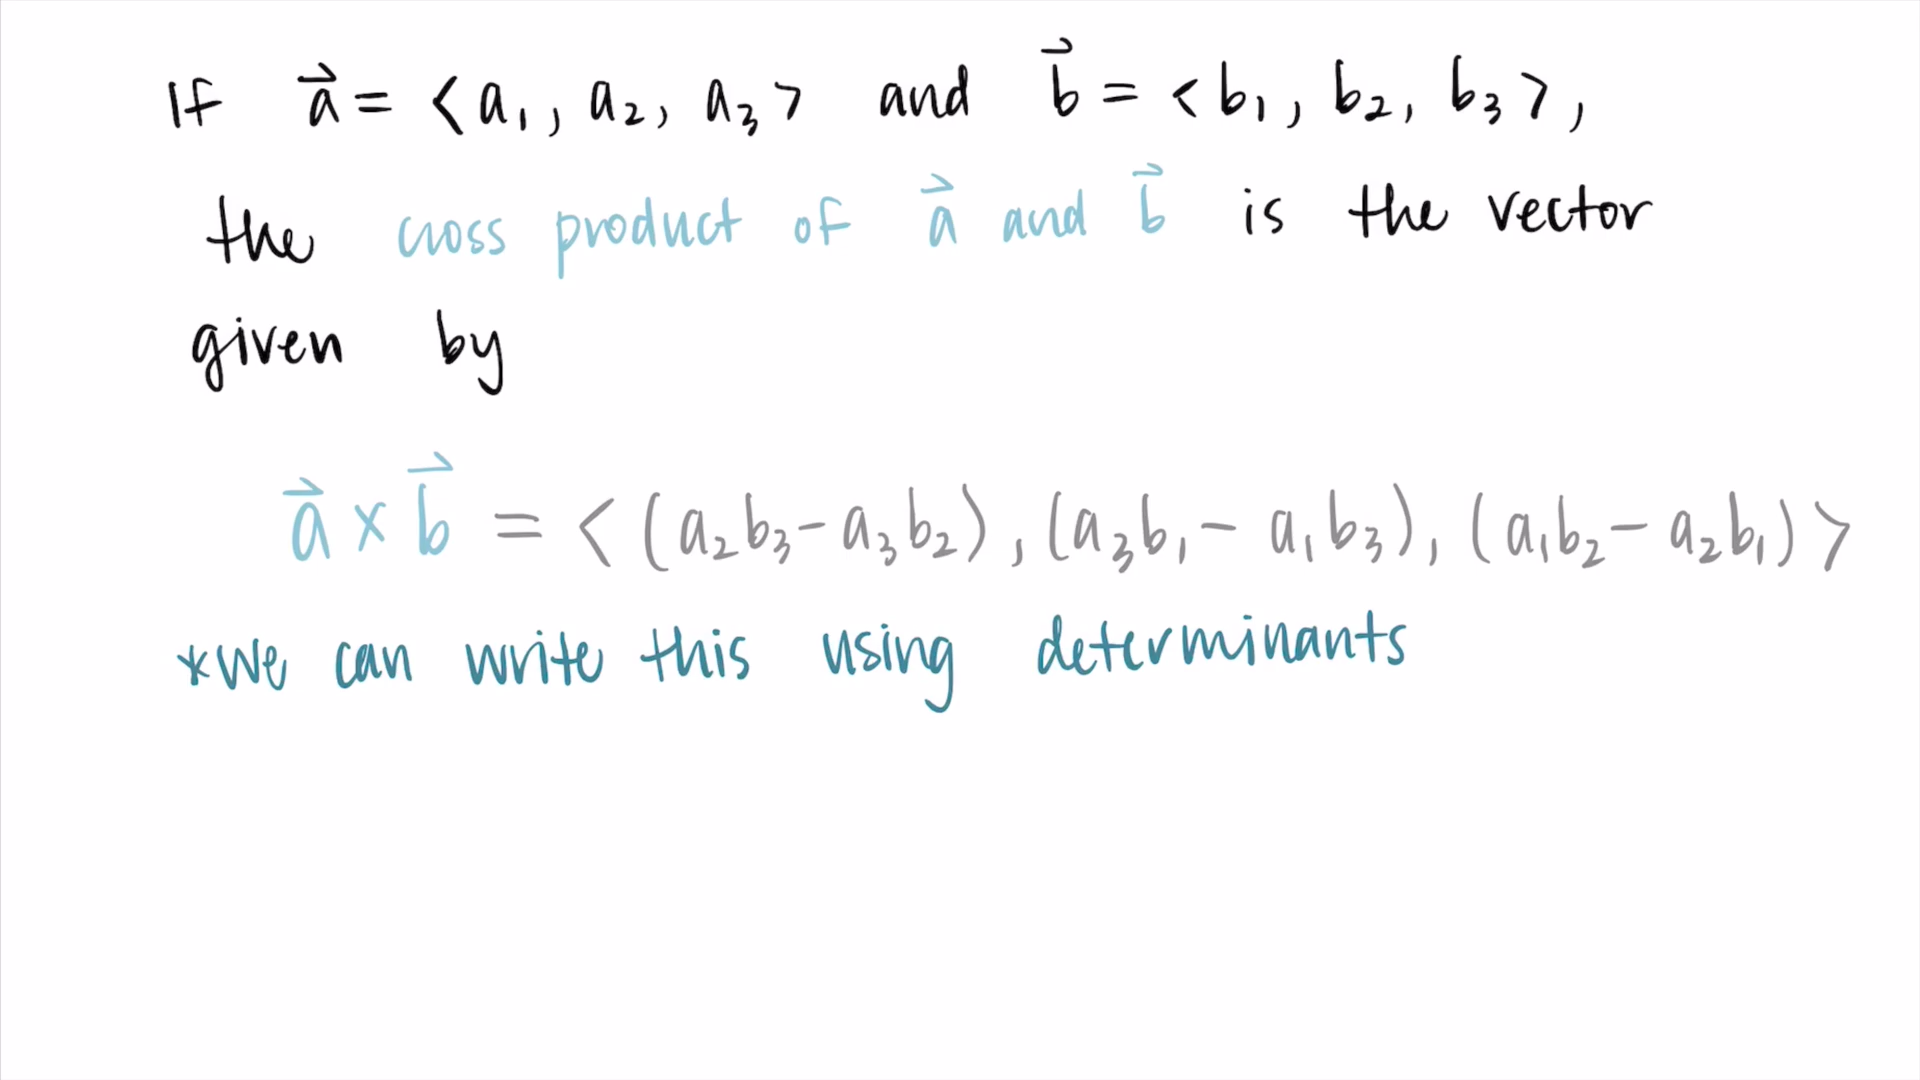 If a⃗ = <a₁, a₂, a₃> and b⃗ = <b₁, b₂, b₃>,
the cross product of a⃗ and b⃗ is the vector
given by
a⃗ × b⃗ = <(a₂b₃ - a₃b₂), (a₃b₁ - a₁b₃), (a₁b₂ - a₂b₁)>
*We can write this using determinants